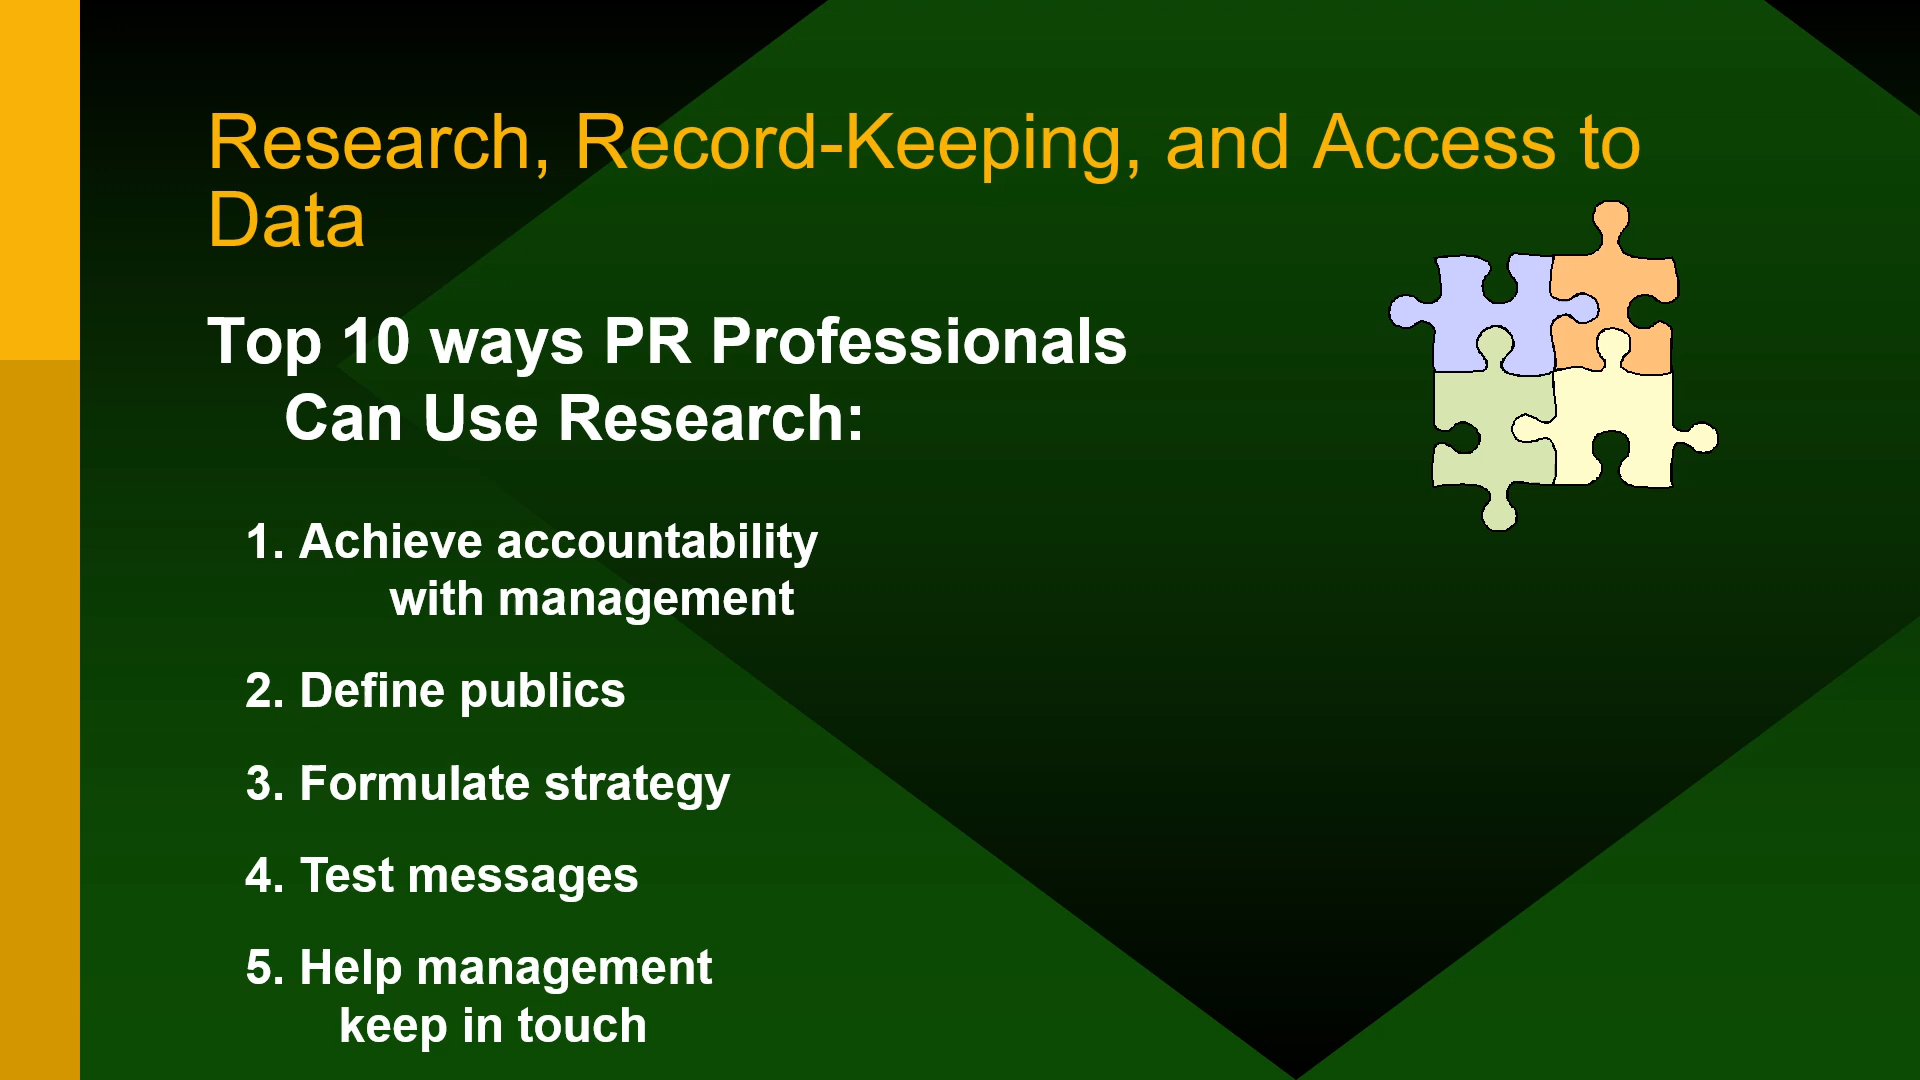 Research, Record-Keeping, and Access to
Data
Top 10 ways PR Professionals
Can Use Research:
1. Achieve accountability
with management
2. Define publics
3. Formulate strategy
4. Test messages
5. Help management
keep in touch